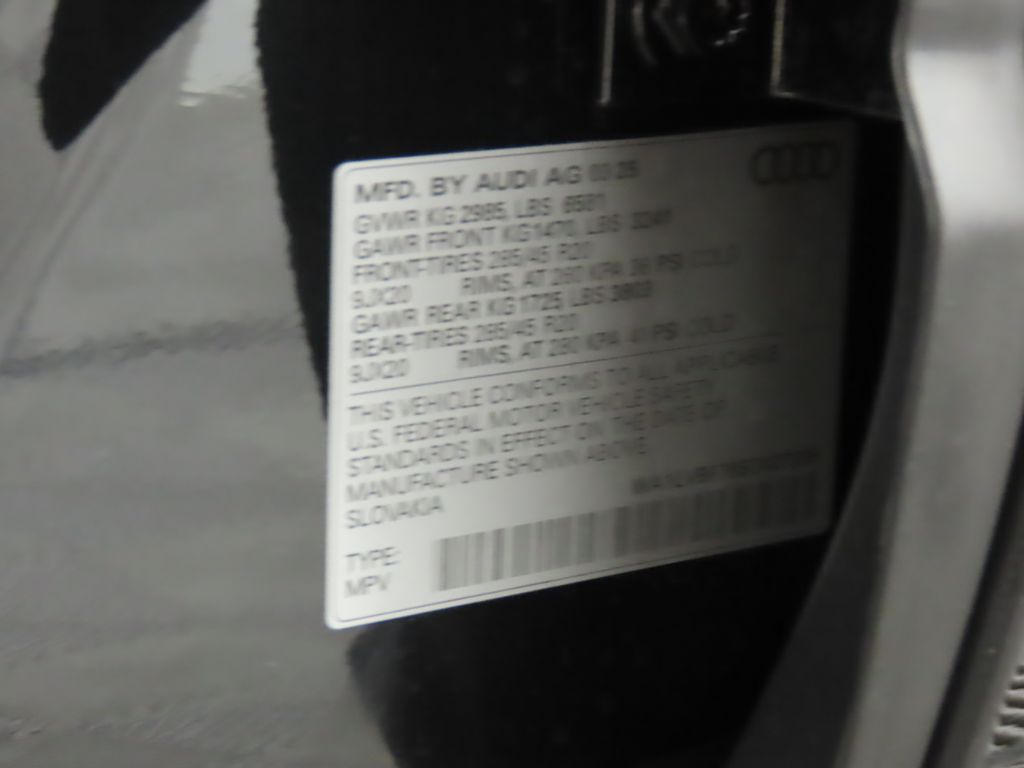 MFD. BY AUDI AG
GVWR KG 2985, LBS 6581
GAWR FRONT KG1470, LBS 3241
FRONT-TIRES 285/45 R20
9JX20 RIMS, AT 260 KPA 38 PSI COLD
GAWR REAR KG 1725, LBS 3803
REAR-TIRES 285/45 R20
9JX20 RIMS, AT 280 KPA 41 PSI COLD
THIS VEHICLE CONFORMS TO ALL APPLICABLE
U.S. FEDERAL MOTOR VEHICLE SAFETY
STANDARDS IN EFFECT ON THE DATE OF
MANUFACTURE SHOWN ABOVE
SLOVAKIA
TYPE:
MPV